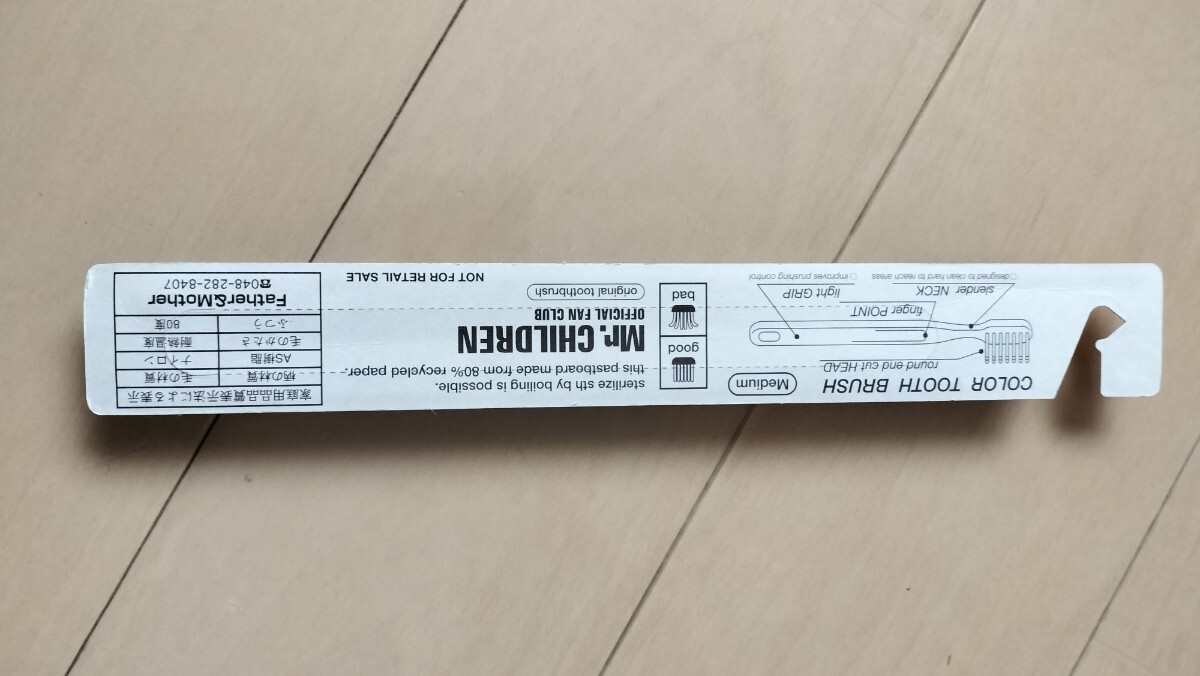 COLOR TOOTH BRUSH
Medium
round end cut HEAD
finger POINT
slender NECK
light GRIP
□designed to clean hard to reach areas
□improves prushing control
good
bad
sterilize sth by boiling is possible.
this pastboard made from 80% recycled paper.
Mr. CHILDREN
OFFICIAL FAN CLUB
original toothbrush
NOT FOR RETAIL SALE
家庭用品品質表示法による表示
柄の材質 毛の材質
AS樹脂 ナイロン
毛のかたさ 耐熱温度
ふつう 80度
Father&Mother
☎048-282-8407